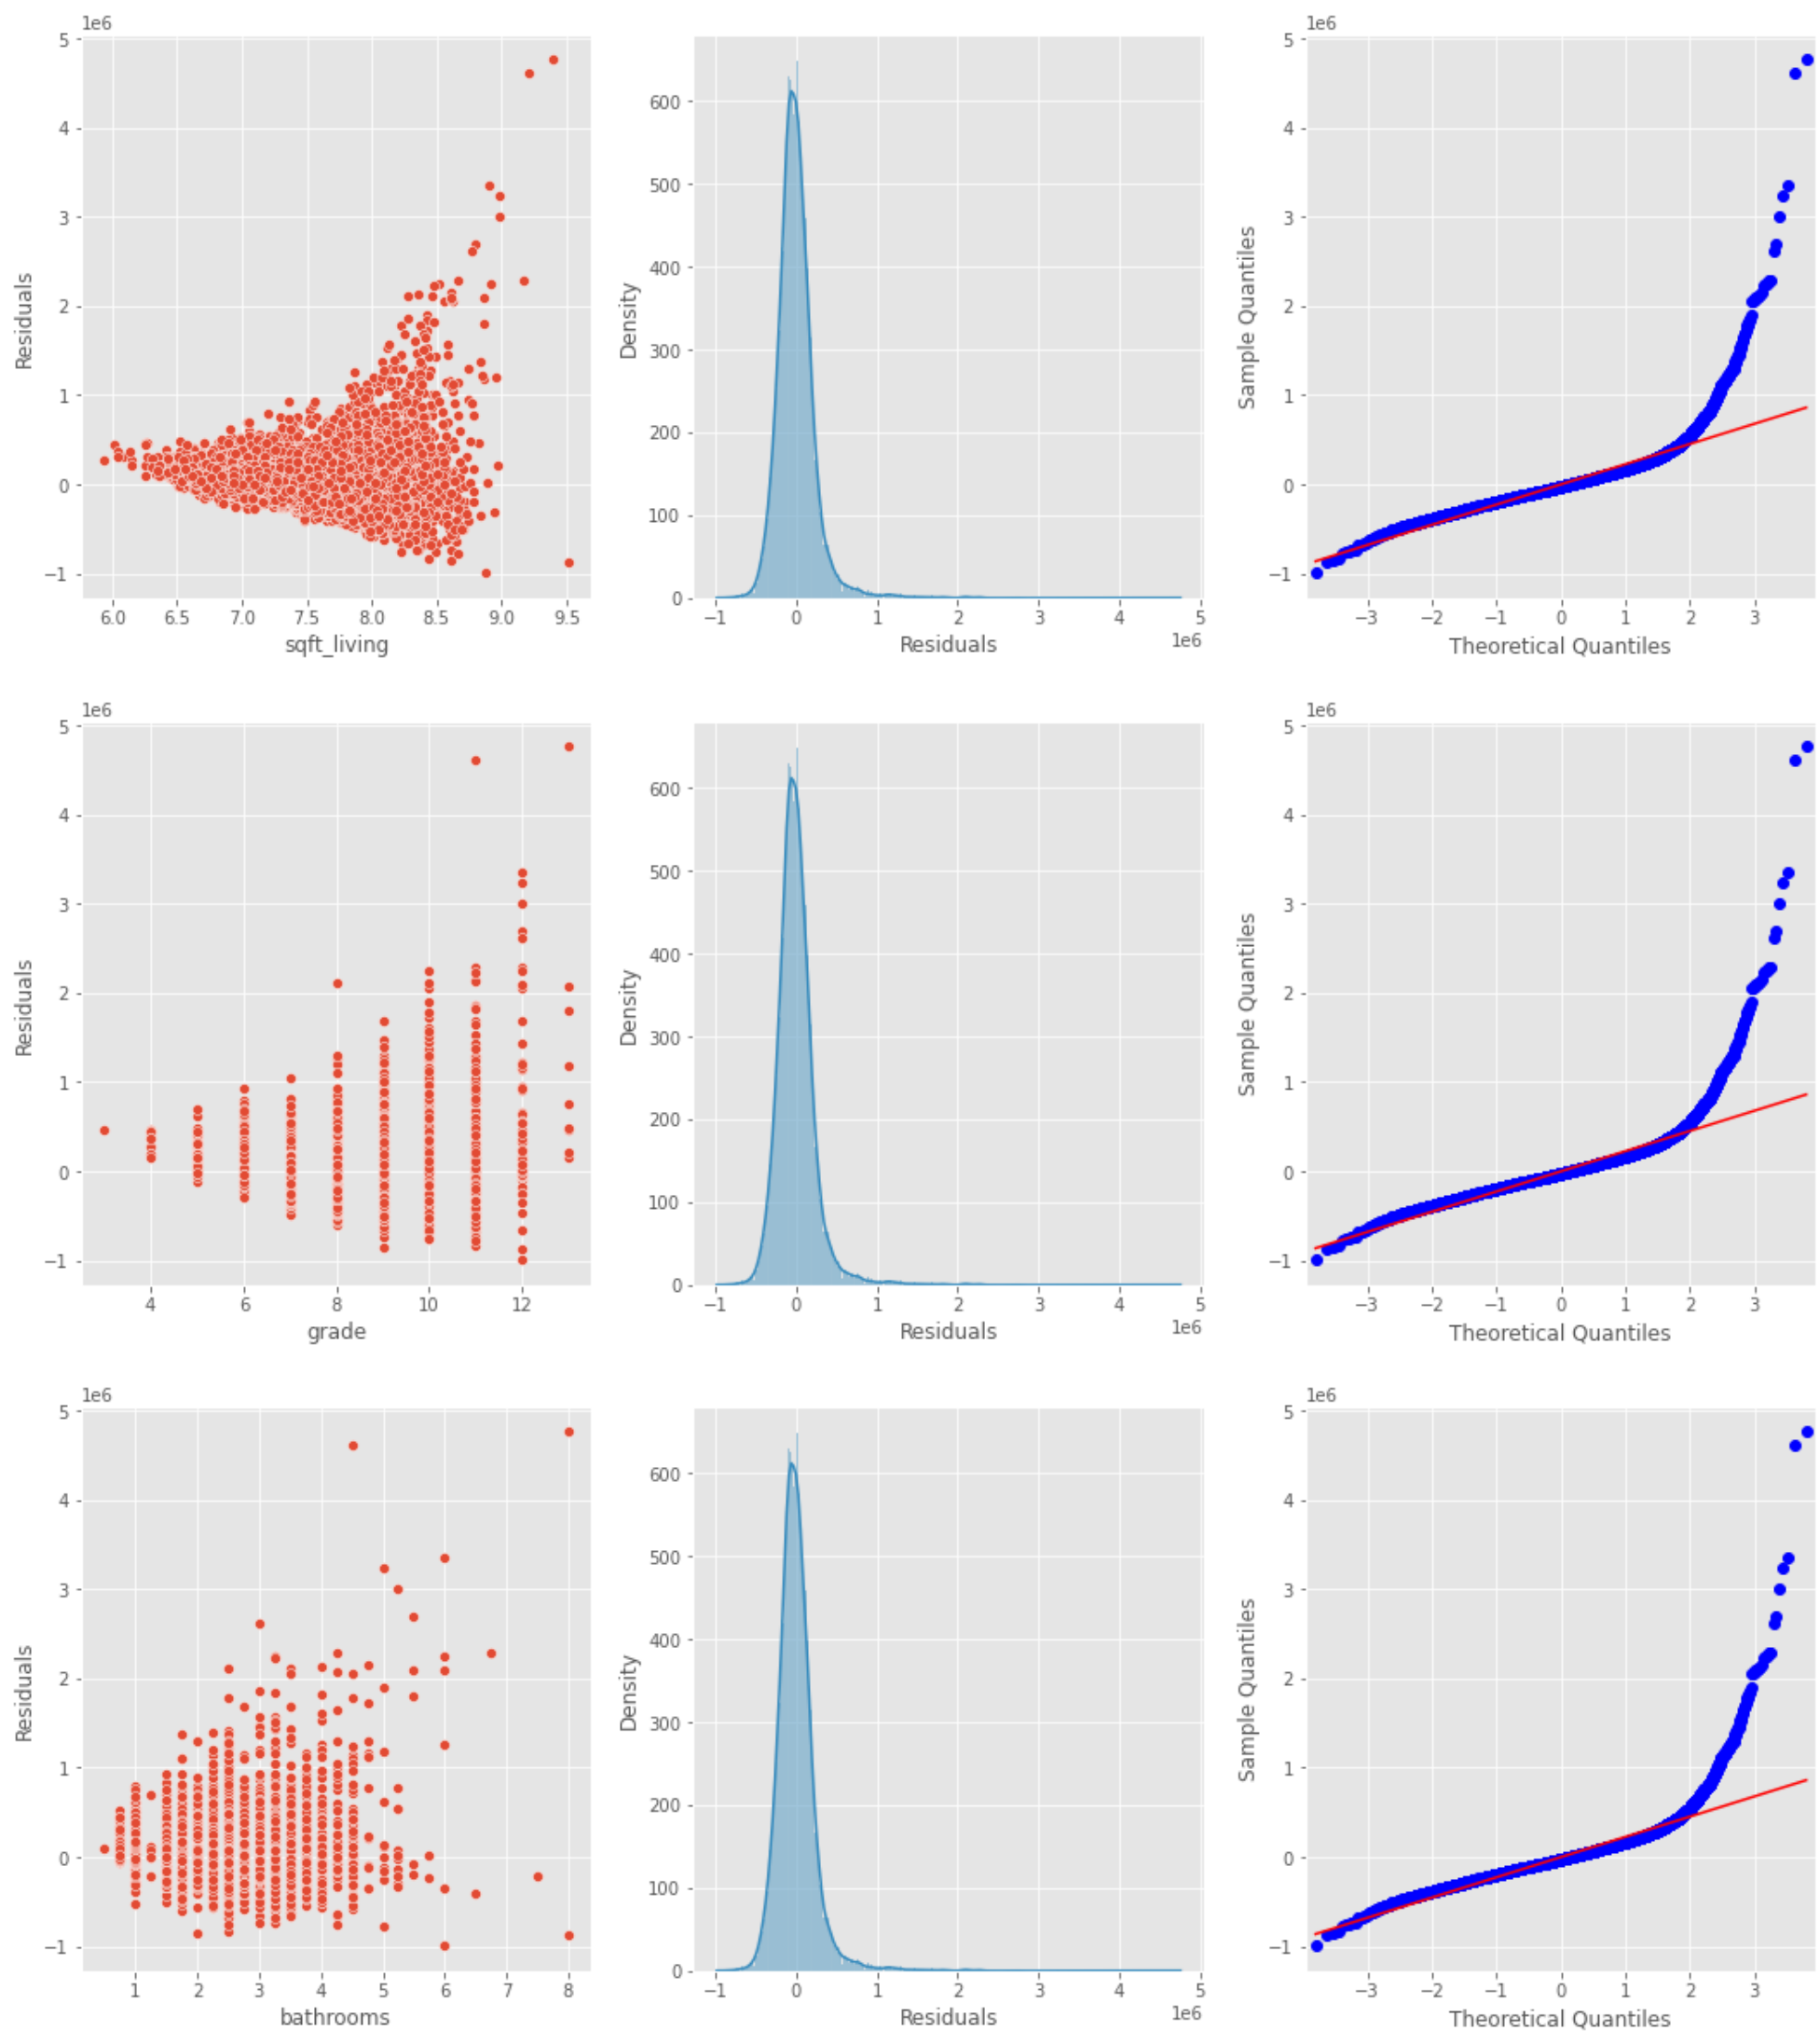 1e6
5
4
3
2
1
0
−1
Residuals
6.0 6.5 7.0 7.5 8.0 8.5 9.0 9.5
sqft_living
600
500
400
300
200
100
0
Density
−1 0 1 2 3 4 5
1e6
Residuals
1e6
5
4
3
2
1
0
−1
Sample Quantiles
−3 −2 −1 0 1 2 3
Theoretical Quantiles
1e6
5
4
3
2
1
0
−1
Residuals
4 6 8 10 12
grade
600
500
400
300
200
100
0
Density
−1 0 1 2 3 4 5
1e6
Residuals
1e6
5
4
3
2
1
0
−1
Sample Quantiles
−3 −2 −1 0 1 2 3
Theoretical Quantiles
1e6
5
4
3
2
1
0
−1
Residuals
1 2 3 4 5 6 7 8
bathrooms
600
500
400
300
200
100
0
Density
−1 0 1 2 3 4 5
1e6
Residuals
1e6
5
4
3
2
1
0
−1
Sample Quantiles
−3 −2 −1 0 1 2 3
Theoretical Quantiles